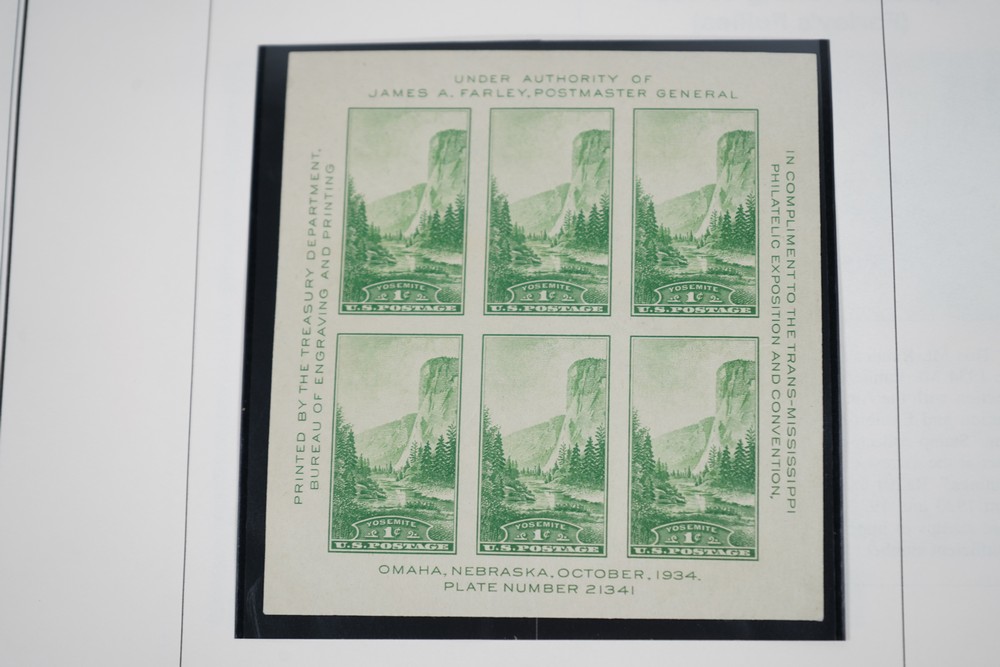 UNDER AUTHORITY OF
JAMES A. FARLEY, POSTMASTER GENERAL
PRINTED BY THE TREASURY DEPARTMENT,
BUREAU OF ENGRAVING AND PRINTING
IN COMPLIMENT TO THE TRANS-MISSISSIPPI
PHILATELIC EXPOSITION AND CONVENTION,
YOSEMITE
1¢
U.S. POSTAGE
YOSEMITE
1¢
U.S. POSTAGE
YOSEMITE
1¢
U.S. POSTAGE
YOSEMITE
1¢
U.S. POSTAGE
YOSEMITE
1¢
U.S. POSTAGE
YOSEMITE
1¢
U.S. POSTAGE
OMAHA, NEBRASKA, OCTOBER, 1934.
PLATE NUMBER 21341